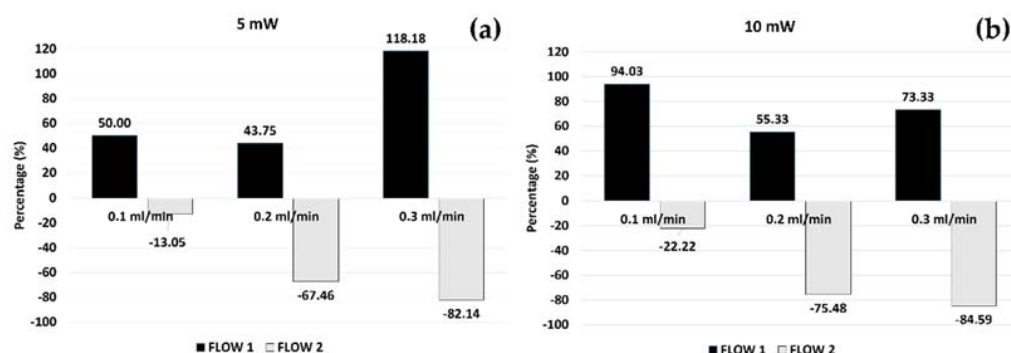 5 mW
(a)
120
100
80
60
40
20
0
-20
-40
-60
-80
-100
Percentage (%)
50.00
43.75
118.18
0.1 ml/min
0.2 ml/min
0.3 ml/min
-13.05
-67.46
-82.14
FLOW 1
FLOW 2
10 mW
(b)
120
100
80
60
40
20
0
-20
-40
-60
-80
-100
Percentage (%)
94.03
55.33
73.33
0.1 ml/min
0.2 ml/min
0.3 ml/min
-22.22
-75.48
-84.59
FLOW 1
FLOW 2